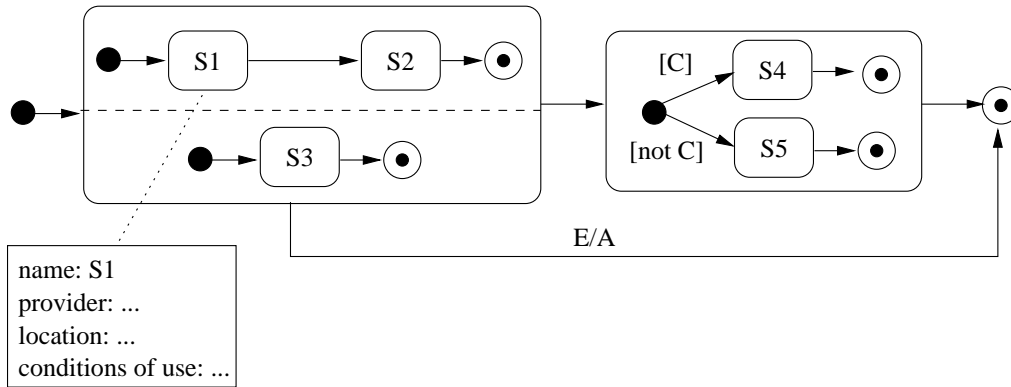 S1
S2
[C]
S4
S3
[not C]
S5
E/A
name: S1
provider: ...
location: ...
conditions of use: ...